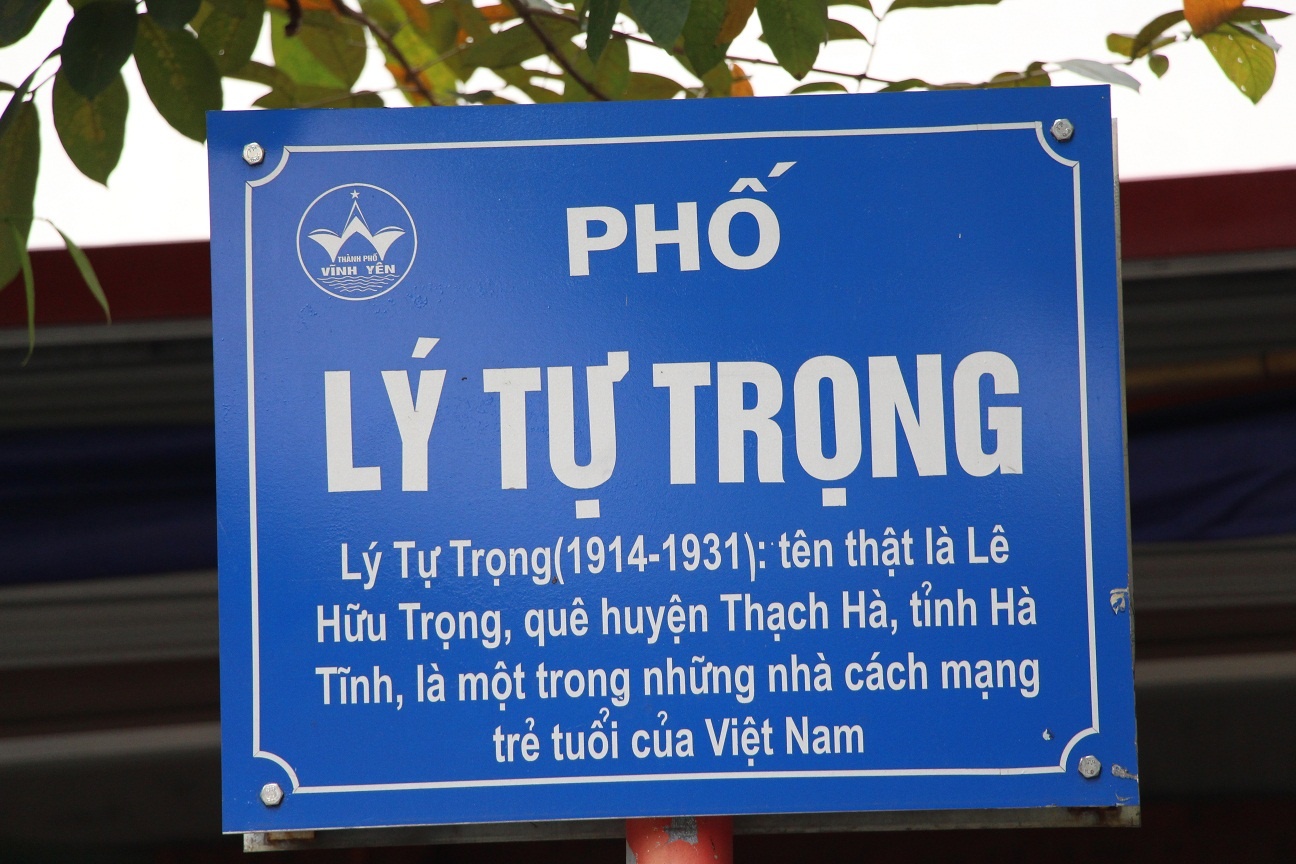 PHỐ
THÀNH PHỐ
VĨNH YÊN
LÝ TỰ TRỌNG
Lý Tự Trọng(1914-1931): tên thật là Lê
Hữu Trọng, quê huyện Thạch Hà, tỉnh Hà
Tĩnh, là một trong những nhà cách mạng
trẻ tuổi của Việt Nam